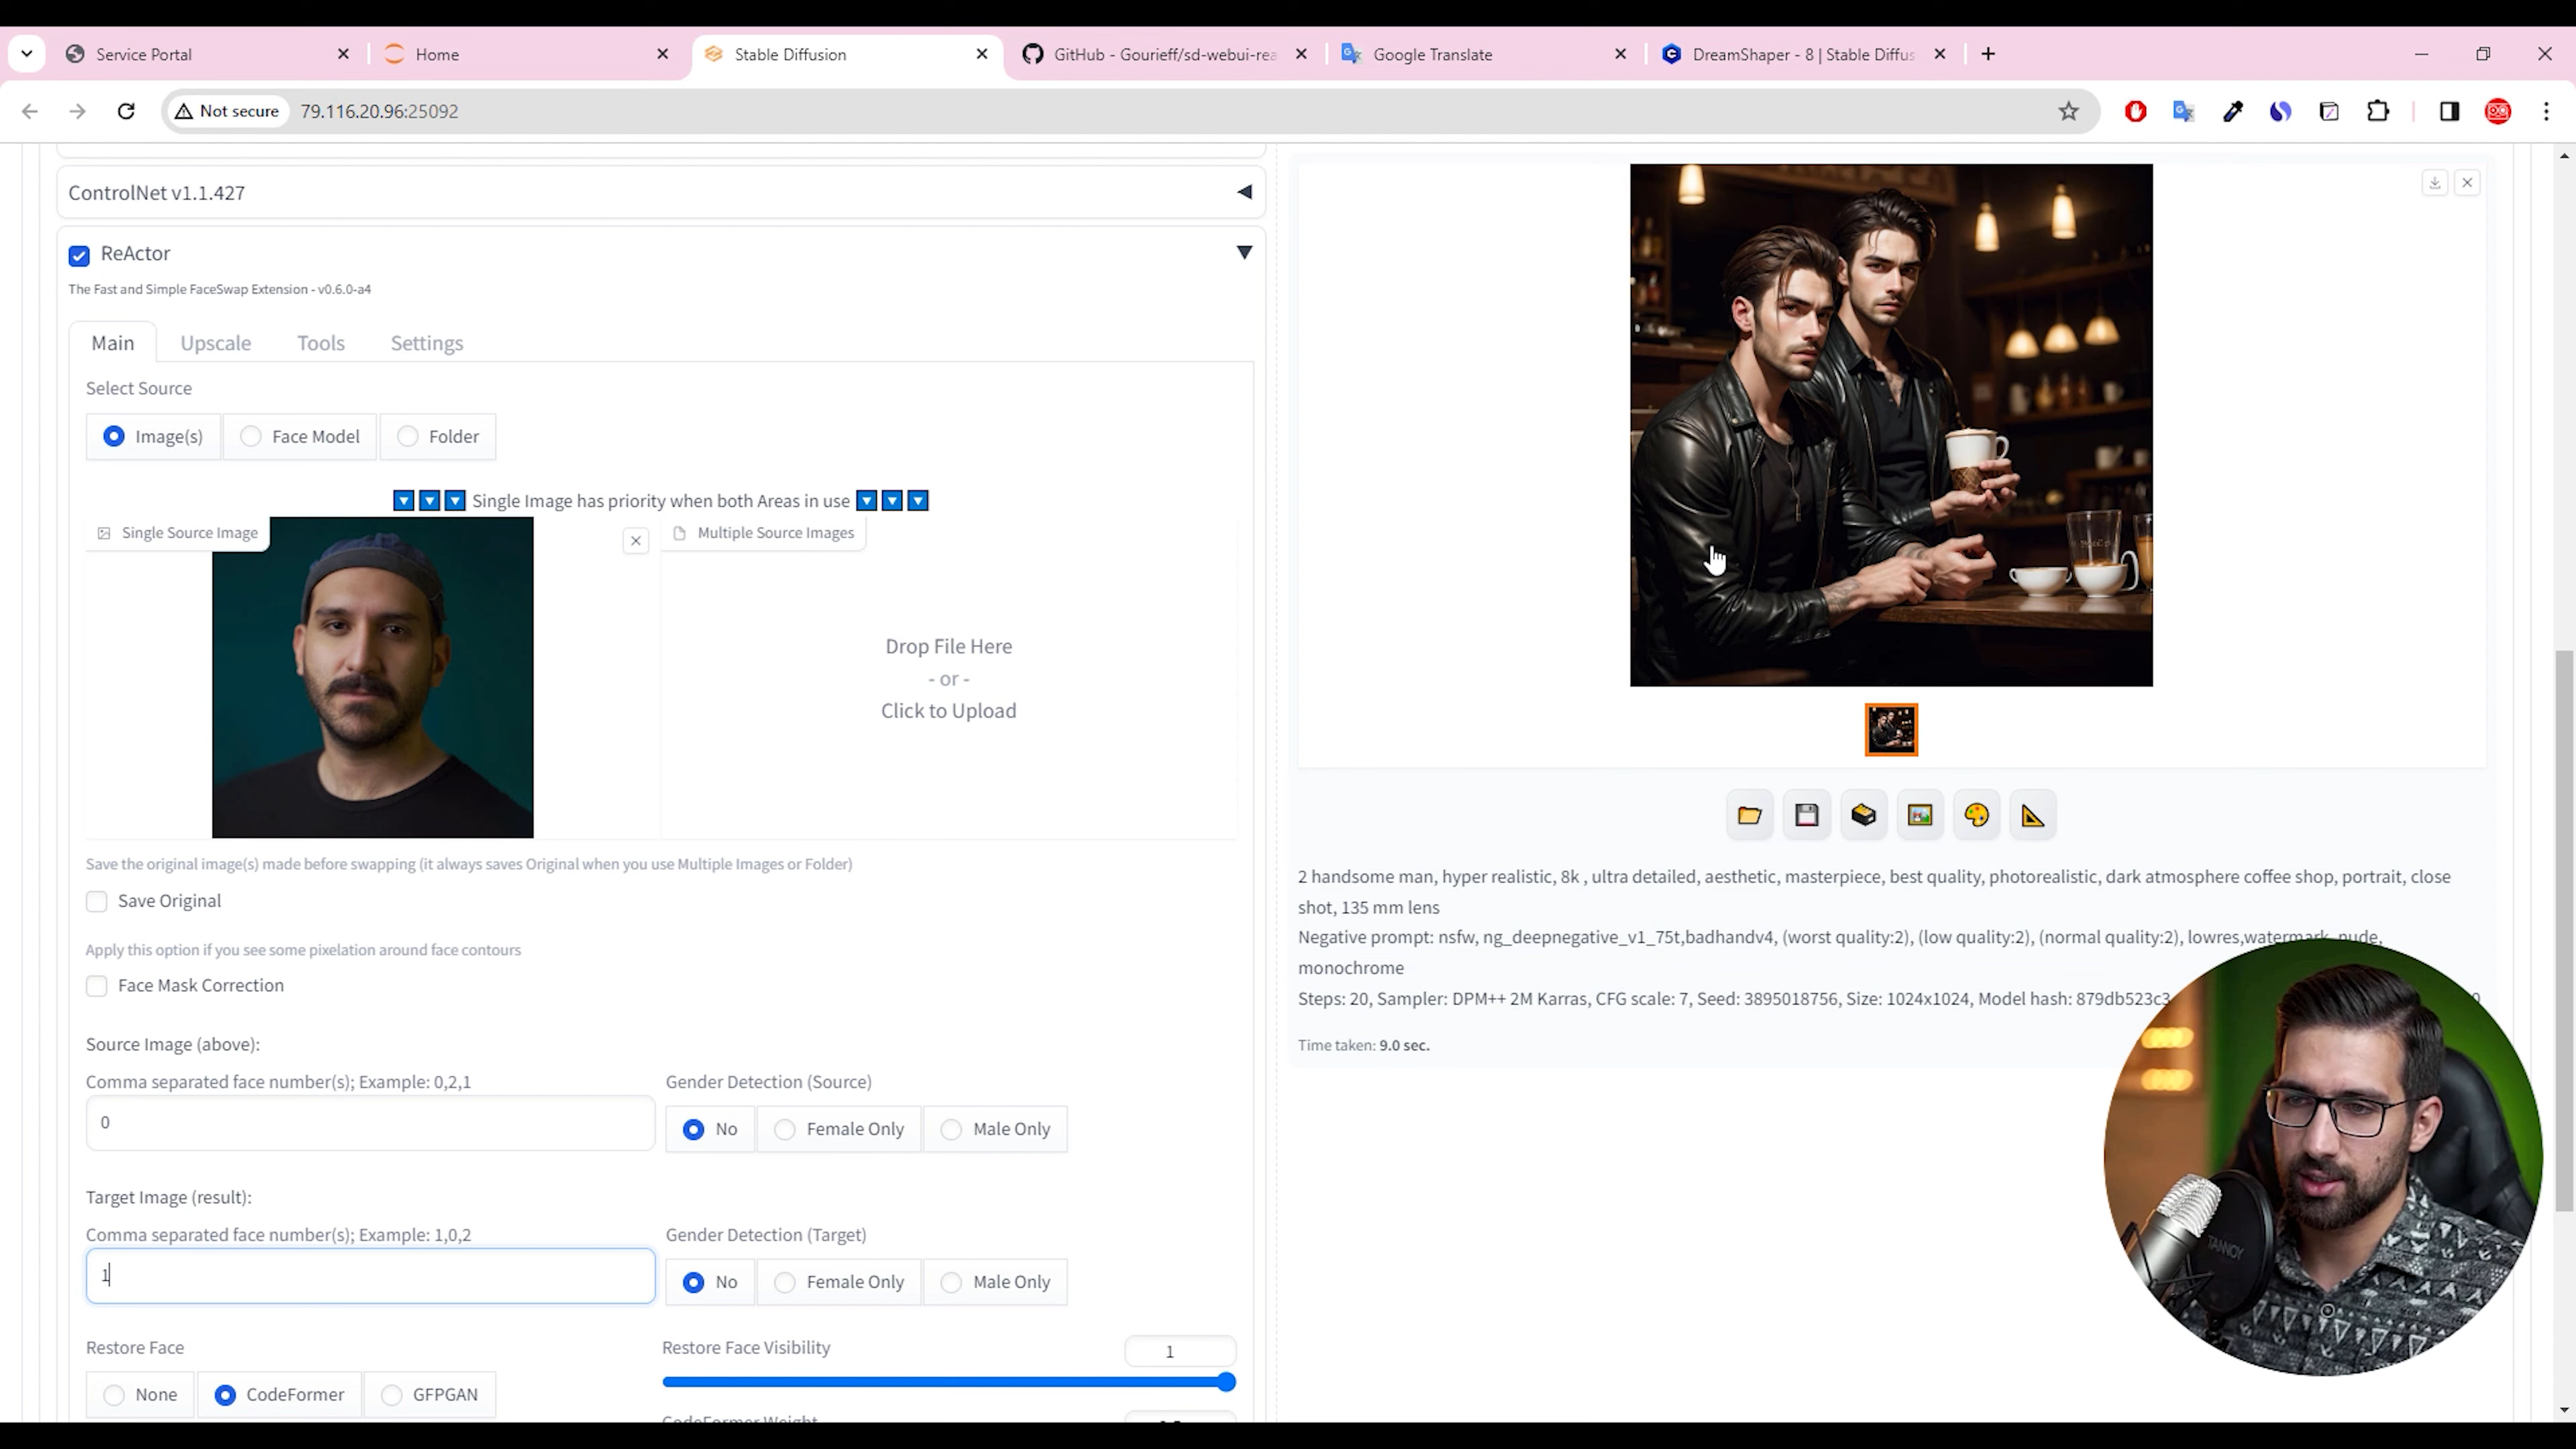 Service Portal
Home
Stable Diffusion
GitHub - Gourieff/sd-webui-rea
Google Translate
DreamShaper - 8 | Stable Diffus
Not secure
79.116.20.96:25092
ControlNet v1.1.427
ReActor
The Fast and Simple FaceSwap Extension - v0.6.0-a4
Main Upscale Tools Settings
Select Source
Image(s) Face Model Folder
Single Image has priority when both Areas in use
Single Source Image
Multiple Source Images
Drop File Here
- or -
Click to Upload
Save the original image(s) made before swapping (it always saves Original when you use Multiple Images or Folder)
Save Original
Apply this option if you see some pixelation around face contours
Face Mask Correction
Source Image (above):
Comma separated face number(s); Example: 0,2,1
0
Gender Detection (Source)
No Female Only Male Only
Target Image (result):
Comma separated face number(s); Example: 1,0,2
1
Gender Detection (Target)
No Female Only Male Only
Restore Face
None CodeFormer GFPGAN
Restore Face Visibility
1
2 handsome man, hyper realistic, 8k , ultra detailed, aesthetic, masterpiece, best quality, photorealistic, dark atmosphere coffee shop, portrait, close
shot, 135 mm lens
Negative prompt: nsfw, ng_deepnegative_v1_75t,badhandv4, (worst quality:2), (low quality:2), (normal quality:2), lowres,watermark, nude,
monochrome
Steps: 20, Sampler: DPM++ 2M Karras, CFG scale: 7, Seed: 3895018756, Size: 1024x1024, Model hash: 879db523c3
Time taken: 9.0 sec.
TANNOY